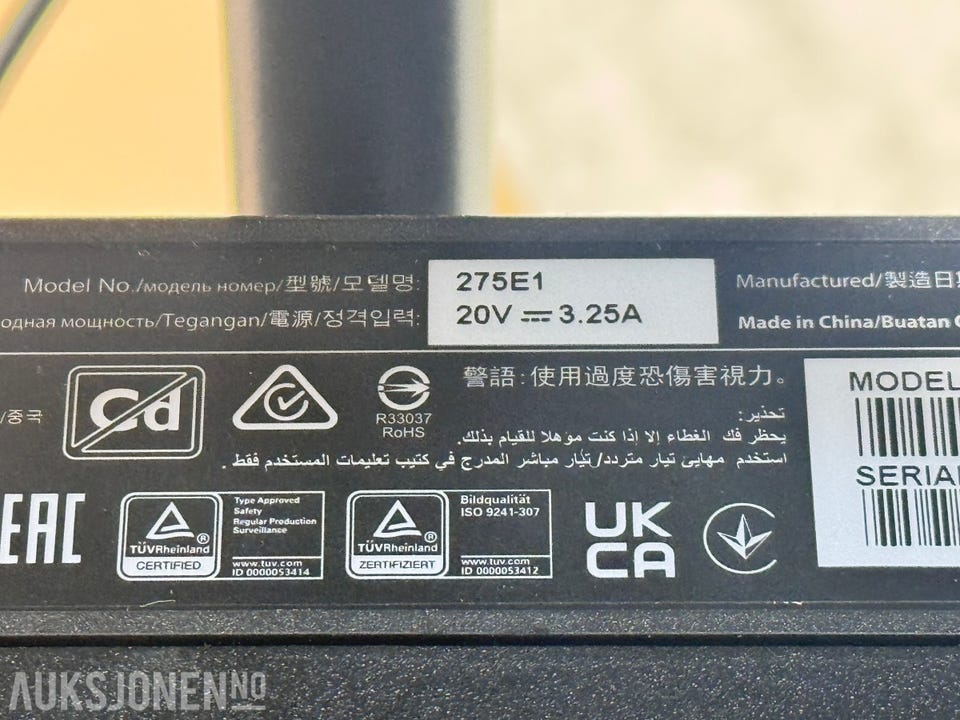 Model No./модель номер/型號/모델명: 275E1 Manufactured/製造日
одная мощность/Tegangan/電源/정격입력: 20V ⎓ 3.25A Made in China/Buatan
/중국
Cd
R33037
RoHS
警語:使用過度恐傷害視力。
تحذير:
يحظر فك الغطاء إلا إذا كنت مؤهلا للقيام بذلك.
استخدم مهايئ تيار متردد/تيار مباشر المدرج في كتيب تعليمات المستخدم فقط.
MODEL
SERIAL
EAC
TÜVRheinland
CERTIFIED
®
Type Approved
Safety
Regular Production
Surveillance
www.tuv.com
ID 0000053414
TÜVRheinland
ZERTIFIZIERT
®
Bildqualität
ISO 9241-307
www.tuv.com
ID 0000053412
UK
CA
AUKSJONEN NO